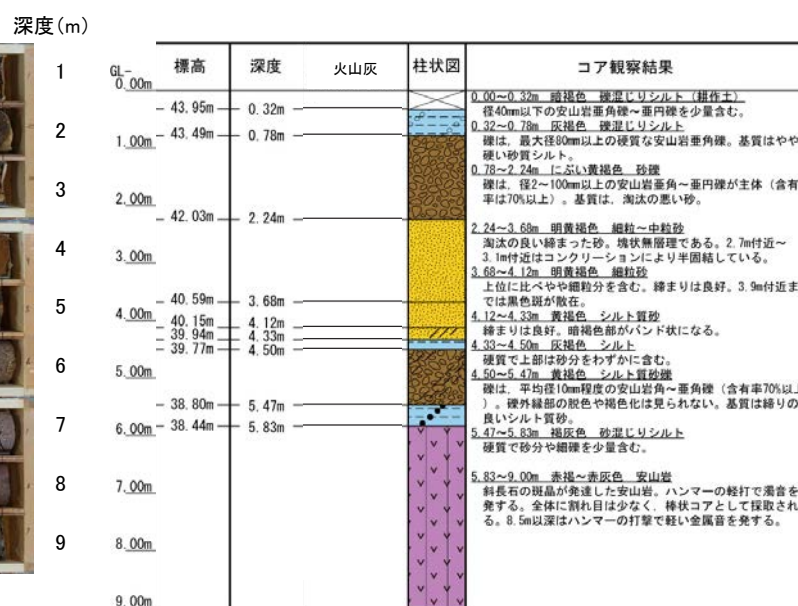 深度（m）
1
2
3
4
5
6
7
8
9
標高
深度
火山灰
柱状図
コア観察結果
GL-
0.00m
1.00m
2.00m
3.00m
4.00m
5.00m
6.00m
7.00m
8.00m
9.00m
43.95m 0.32m
43.49m 0.78m
42.03m 2.24m
40.59m 3.68m
40.15m 4.12m
39.94m 4.33m
39.77m 4.50m
38.80m 5.47m
38.44m 5.83m
0.00～0.32m 暗褐色 礫混じりシルト（耕作土）
径40mm以下の安山岩亜角礫～亜円礫を少量含む。
0.32～0.78m 灰褐色 礫混じりシルト
礫は，最大径80mm以上の硬質な安山岩亜角礫。基質はやや
硬い砂質シルト。
0.78～2.24m にぶい黄褐色 砂礫
礫は，径2～100mm以上の安山岩亜角～亜円礫が主体（含有
率は70%以上）。基質は，淘汰の悪い砂。
2.24～3.68m 明黄褐色 細粒～中粒砂
淘汰の良い締まった砂。塊状無層理である。2.7m付近～
3.1m付近はコンクリーションにより半固結している。
3.68～4.12m 明黄褐色 細粒砂
上位に比べやや細粒分を含む。締まりは良好。3.9m付近ま
では黒色斑が散在。
4.12～4.33m 黄褐色 シルト質砂
締まりは良好。暗褐色部がバンド状になる。
4.33～4.50m 灰褐色 シルト
硬質で上部は砂分をわずかに含む。
4.50～5.47m 黄褐色 シルト質砂礫
礫は，平均径10mm程度の安山岩角～亜角礫（含有率70%以上
）。礫外縁部の脱色や褐色化は見られない。基質は締りの
良いシルト質砂。
5.47～5.83m 褐灰色 砂混じりシルト
硬質で砂分や細礫を少量含む。
5.83～9.00m 赤褐～赤灰色 安山岩
斜長石の斑晶が発達した安山岩。ハンマーの軽打で濁音を
発する。全体に割れ目は少なく，棒状コアとして採取され
る。8.5m以深はハンマーの打撃で軽い金属音を発する。